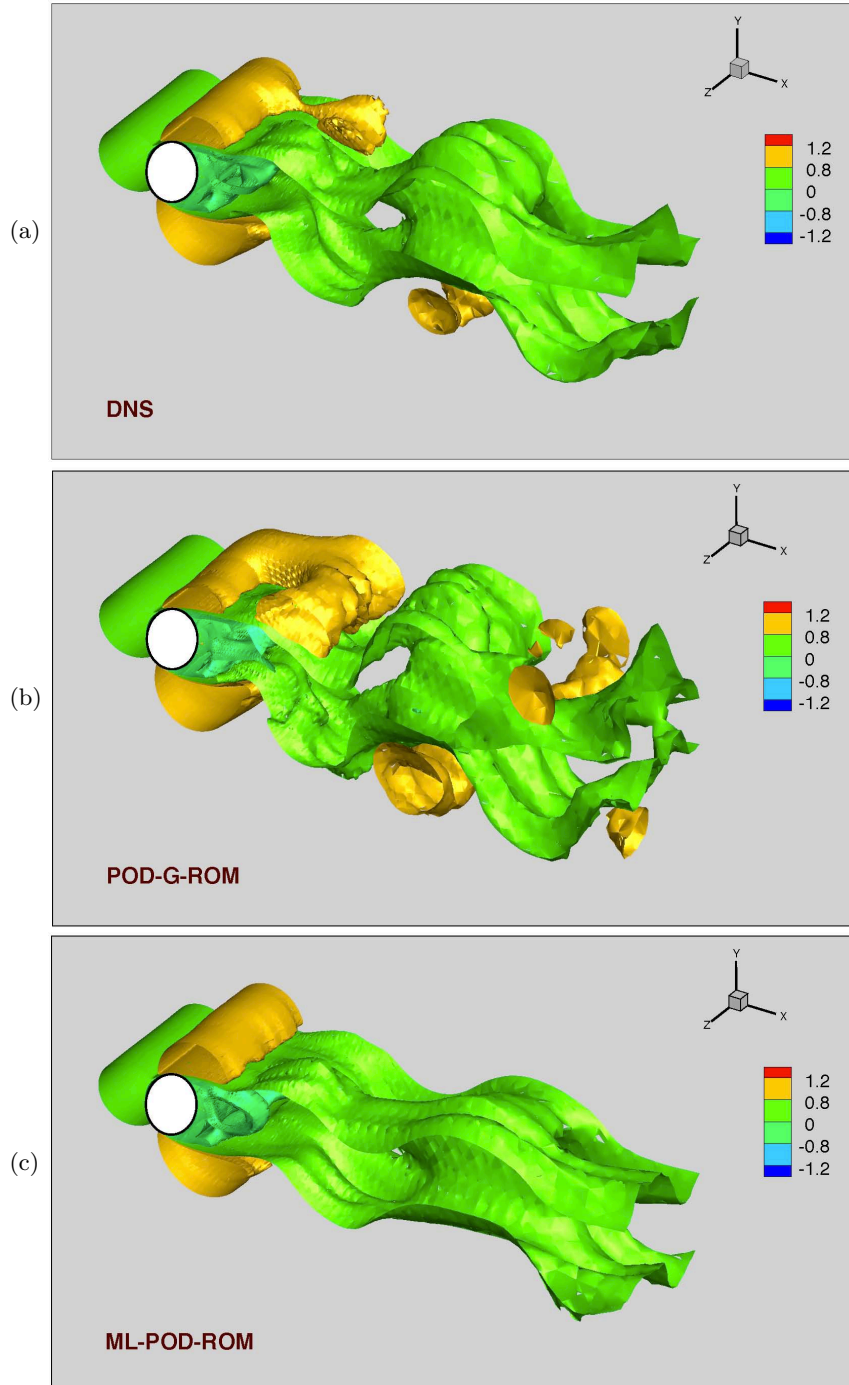 (a)
Y
X
Z
1.2
0.8
0
-0.8
-1.2
DNS
(b)
Y
X
Z
1.2
0.8
0
-0.8
-1.2
POD-G-ROM
(c)
Y
X
Z
1.2
0.8
0
-0.8
-1.2
ML-POD-ROM